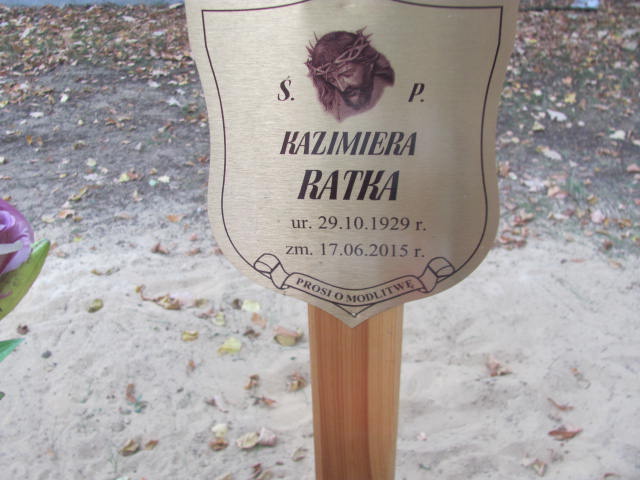 Ś. P.
KAZIMIERA
RATKA
ur. 29.10.1929 r.
zm. 17.06.2015 r.
PROSI O MODLITWĘ